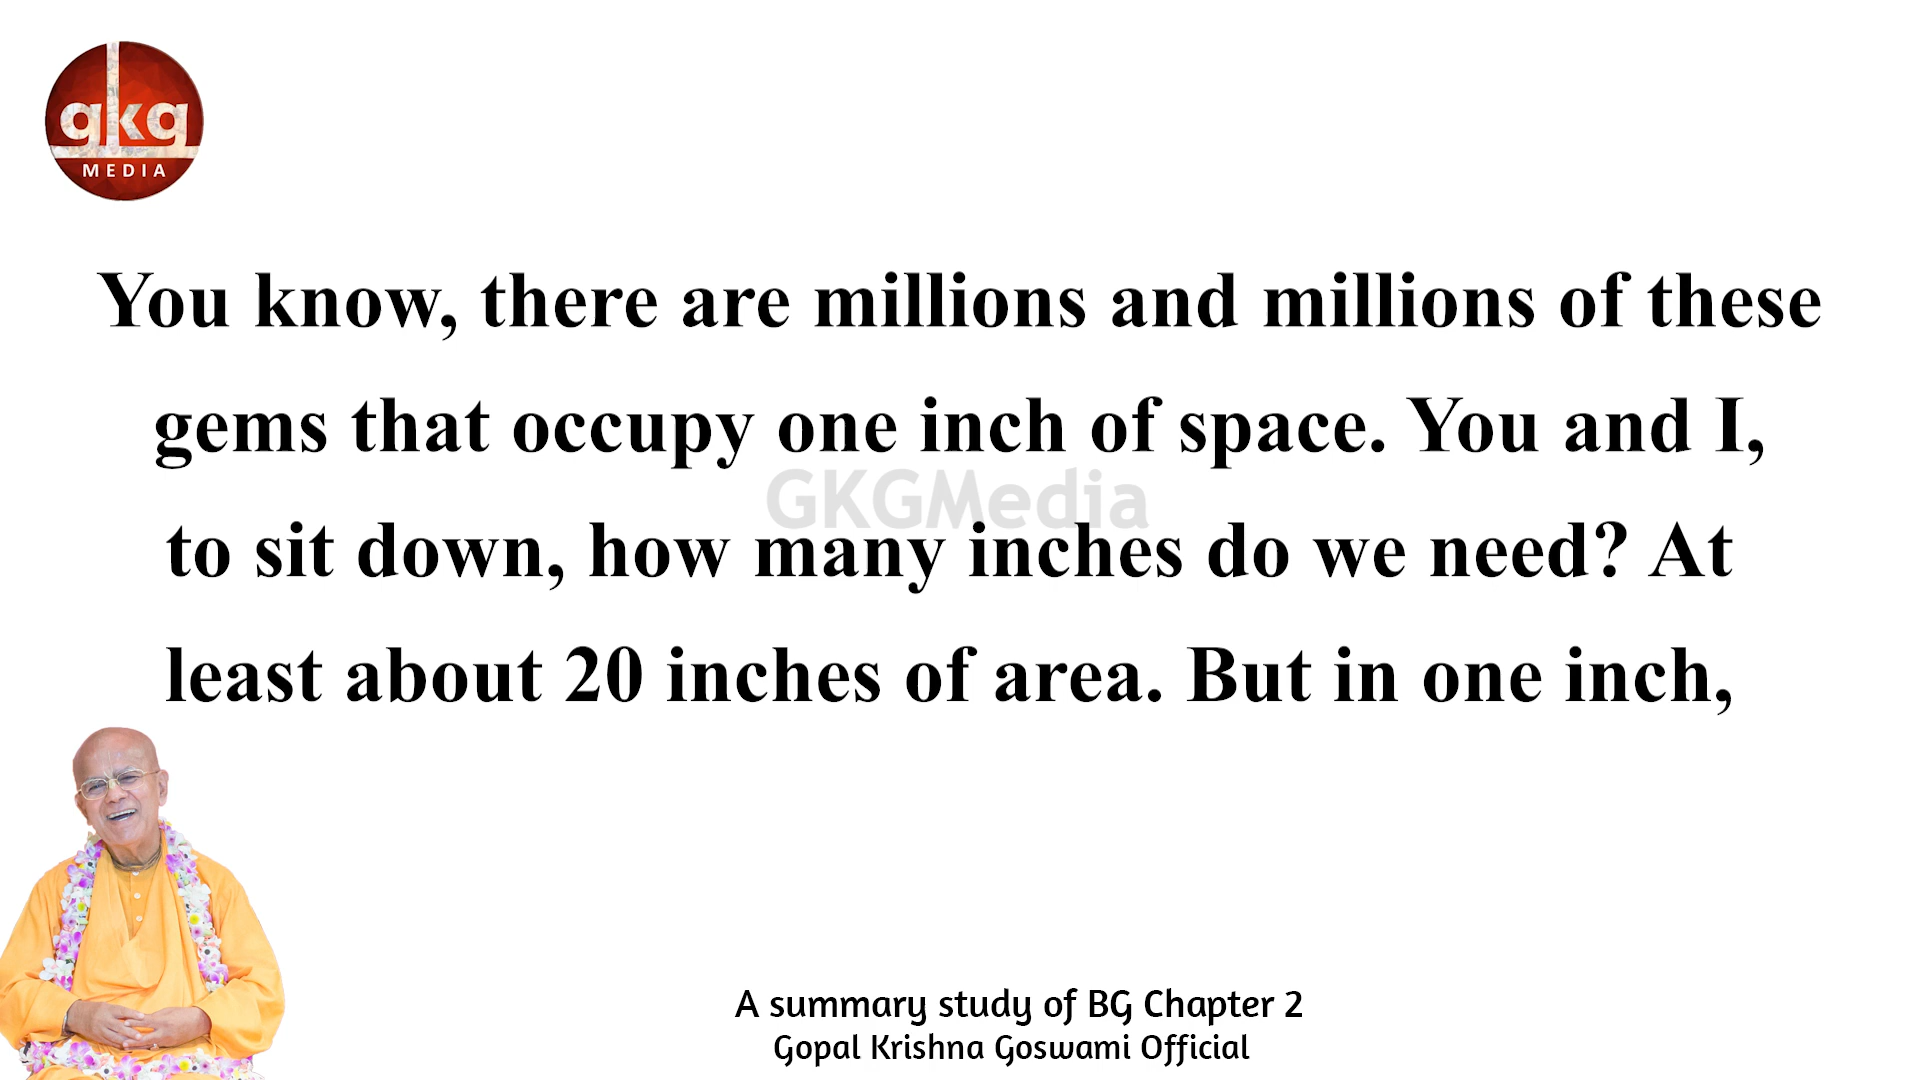 gkg
MEDIA
You know, there are millions and millions of these
gems that occupy one inch of space. You and I,
GKGMedia
to sit down, how many inches do we need? At
least about 20 inches of area. But in one inch,
A summary study of BG Chapter 2
Gopal Krishna Goswami Official